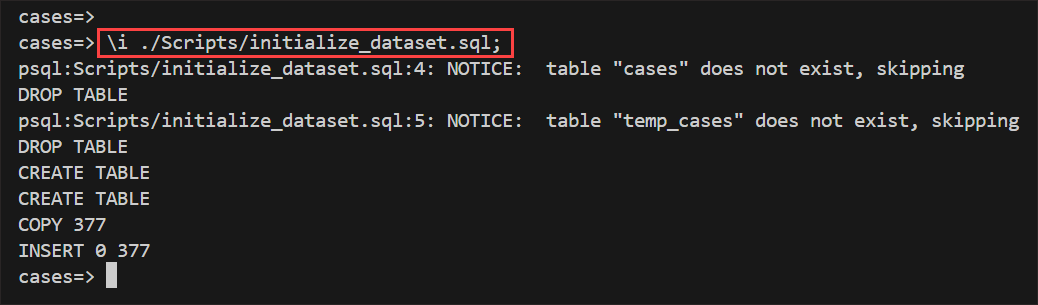 cases=>
cases=> \i ./Scripts/initialize_dataset.sql;
psql:Scripts/initialize_dataset.sql:4: NOTICE:  table "cases" does not exist, skipping
DROP TABLE
psql:Scripts/initialize_dataset.sql:5: NOTICE:  table "temp_cases" does not exist, skipping
DROP TABLE
CREATE TABLE
CREATE TABLE
COPY 377
INSERT 0 377
cases=>